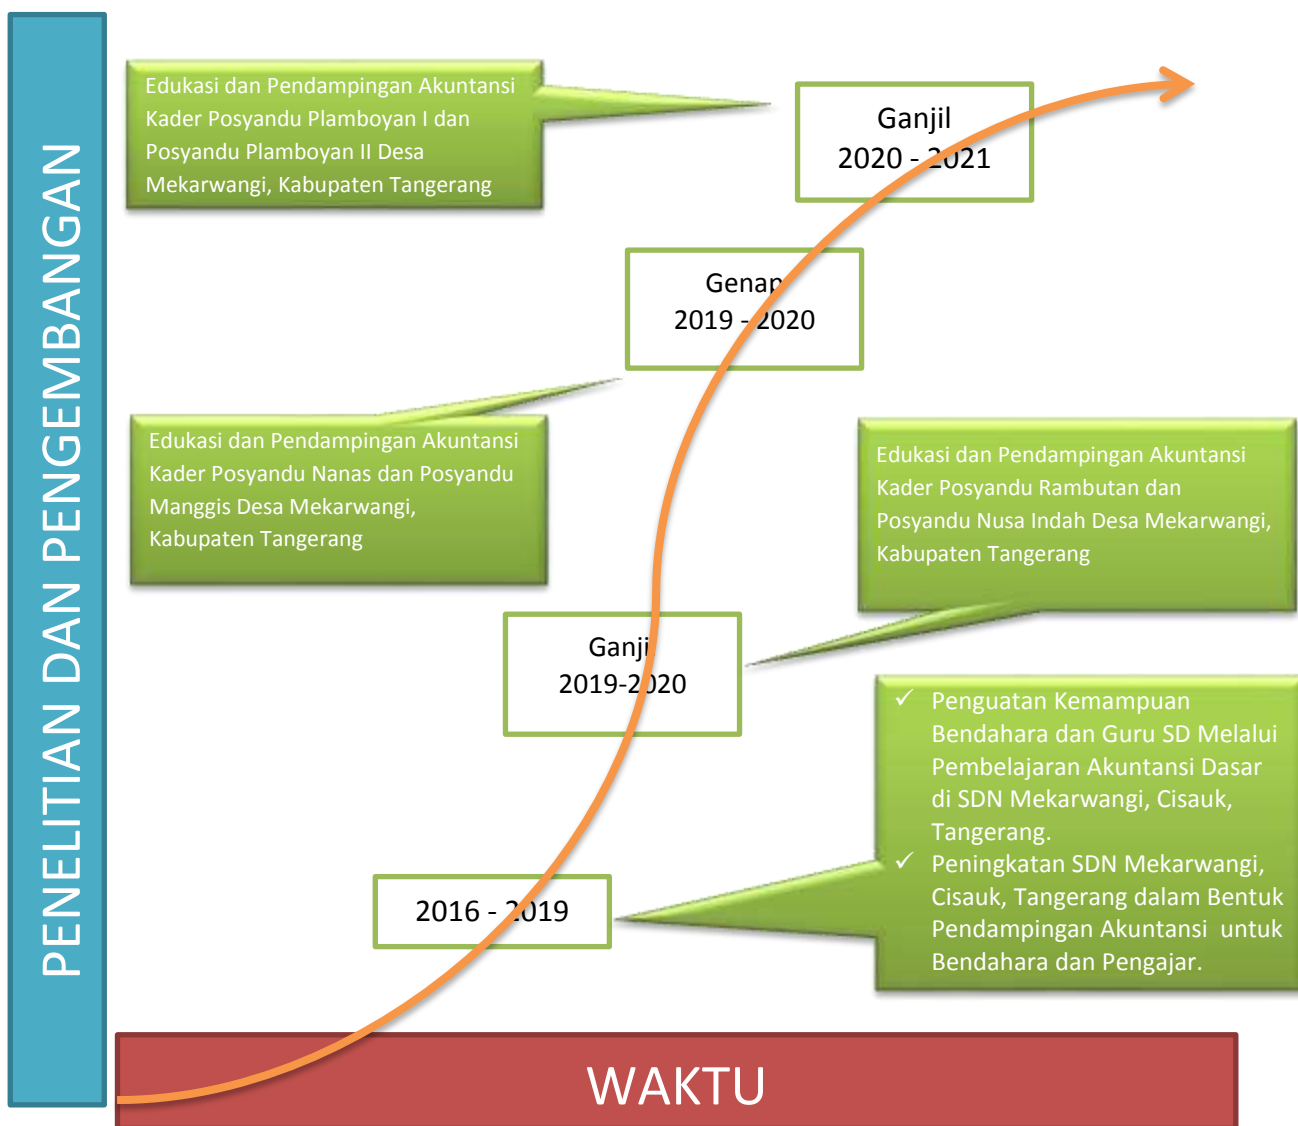 PENELITIAN DAN PENGEMBANGAN
Edukasi dan Pendampingan Akuntansi
Kader Posyandu Plamboyan I dan
Posyandu Plamboyan II Desa
Mekarwangi, Kabupaten Tangerang
Ganjil
2020 - 2021
Genap
2019 - 2020
Edukasi dan Pendampingan Akuntansi
Kader Posyandu Nanas dan Posyandu
Manggis Desa Mekarwangi,
Kabupaten Tangerang
Edukasi dan Pendampingan Akuntansi
Kader Posyandu Rambutan dan
Posyandu Nusa Indah Desa Mekarwangi,
Kabupaten Tangerang
Ganjil
2019-2020
✓ Penguatan Kemampuan
Bendahara dan Guru SD Melalui
Pembelajaran Akuntansi Dasar
di SDN Mekarwangi, Cisauk,
Tangerang.
✓ Peningkatan SDN Mekarwangi,
Cisauk, Tangerang dalam Bentuk
Pendampingan Akuntansi untuk
Bendahara dan Pengajar.
2016 - 2019
WAKTU